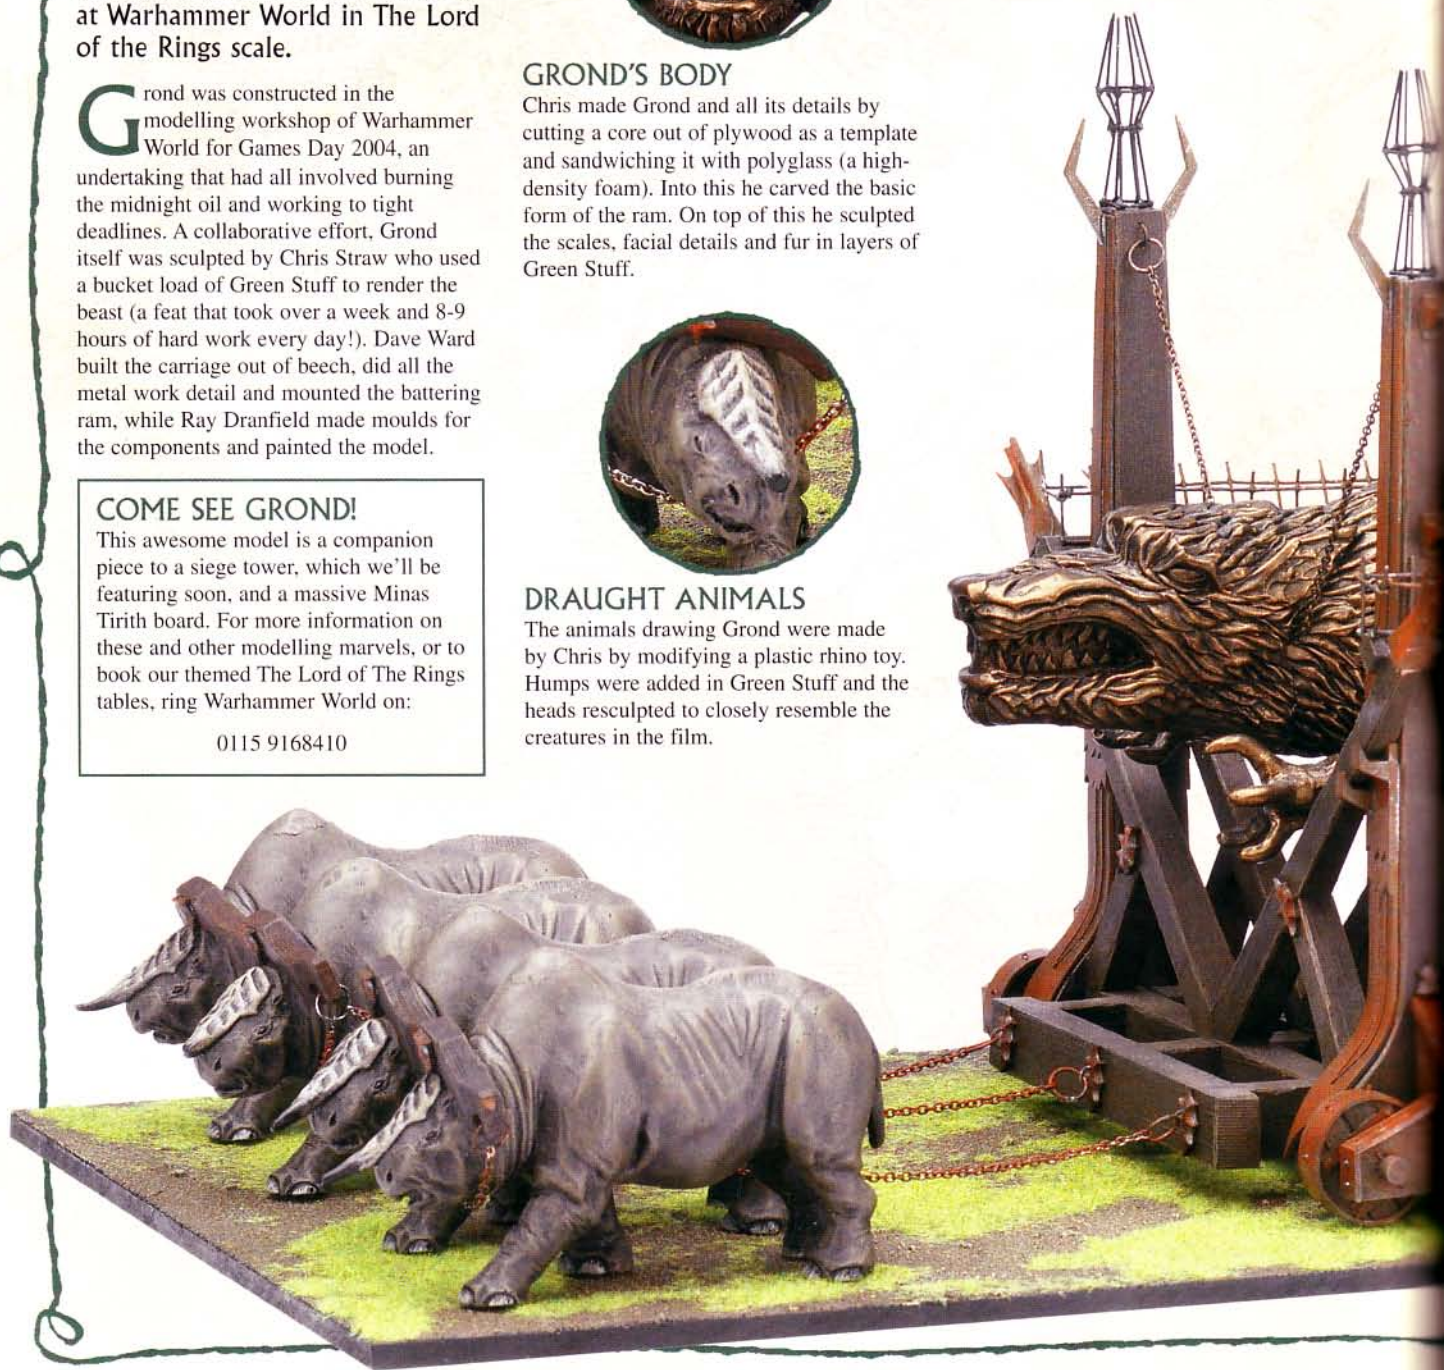 at Warhammer World in The Lord
of the Rings scale.
Grond was constructed in the
modelling workshop of Warhammer
World for Games Day 2004, an
undertaking that had all involved burning
the midnight oil and working to tight
deadlines. A collaborative effort, Grond
itself was sculpted by Chris Straw who used
a bucket load of Green Stuff to render the
beast (a feat that took over a week and 8-9
hours of hard work every day!). Dave Ward
built the carriage out of beech, did all the
metal work detail and mounted the battering
ram, while Ray Dranfield made moulds for
the components and painted the model.
COME SEE GROND!
This awesome model is a companion
piece to a siege tower, which we'll be
featuring soon, and a massive Minas
Tirith board. For more information on
these and other modelling marvels, or to
book our themed The Lord of The Rings
tables, ring Warhammer World on:
0115 9168410
GROND'S BODY
Chris made Grond and all its details by
cutting a core out of plywood as a template
and sandwiching it with polyglass (a high-
density foam). Into this he carved the basic
form of the ram. On top of this he sculpted
the scales, facial details and fur in layers of
Green Stuff.
DRAUGHT ANIMALS
The animals drawing Grond were made
by Chris by modifying a plastic rhino toy.
Humps were added in Green Stuff and the
heads resculpted to closely resemble the
creatures in the film.